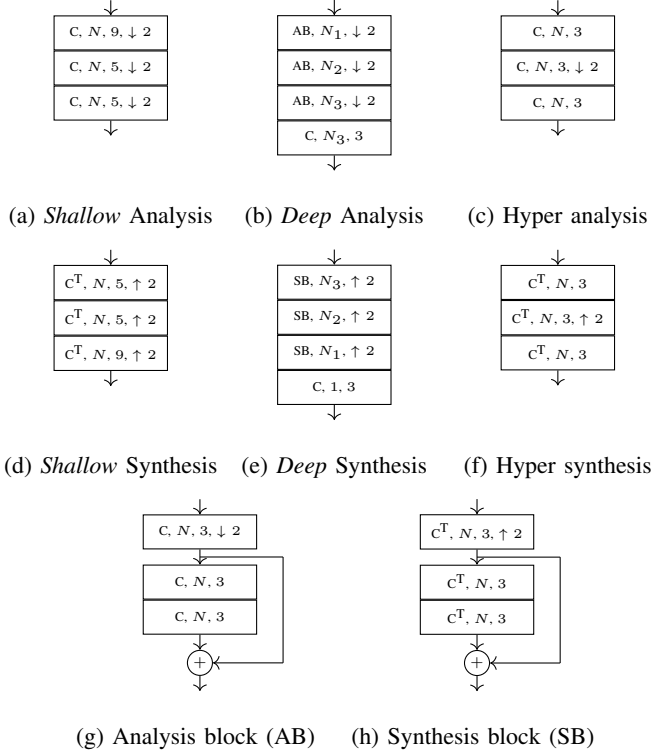 C, N, 9, ↓ 2
C, N, 5, ↓ 2
C, N, 5, ↓ 2
(a) Shallow Analysis
AB, N₁, ↓ 2
AB, N₂, ↓ 2
AB, N₃, ↓ 2
C, N₃, 3
(b) Deep Analysis
C, N, 3
C, N, 3, ↓ 2
C, N, 3
(c) Hyper analysis
Cᵀ, N, 5, ↑ 2
Cᵀ, N, 5, ↑ 2
Cᵀ, N, 9, ↑ 2
(d) Shallow Synthesis
SB, N₃, ↑ 2
SB, N₂, ↑ 2
SB, N₁, ↑ 2
C, 1, 3
(e) Deep Synthesis
Cᵀ, N, 3
Cᵀ, N, 3, ↑ 2
Cᵀ, N, 3
(f) Hyper synthesis
C, N, 3, ↓ 2
C, N, 3
C, N, 3
+
(g) Analysis block (AB)
Cᵀ, N, 3, ↑ 2
Cᵀ, N, 3
Cᵀ, N, 3
+
(h) Synthesis block (SB)